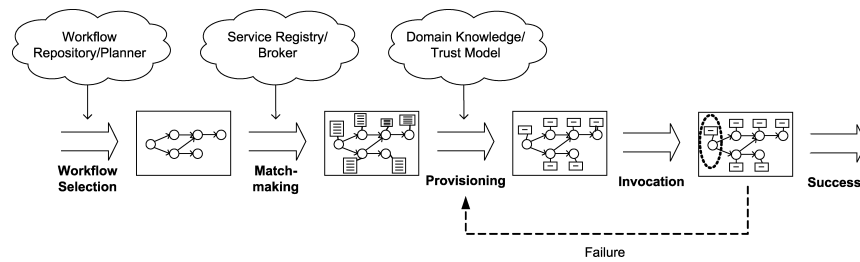 Workflow
Repository/Planner
Service Registry/
Broker
Domain Knowledge/
Trust Model
Workflow
Selection
Match-
making
Provisioning
Invocation
Success
Failure